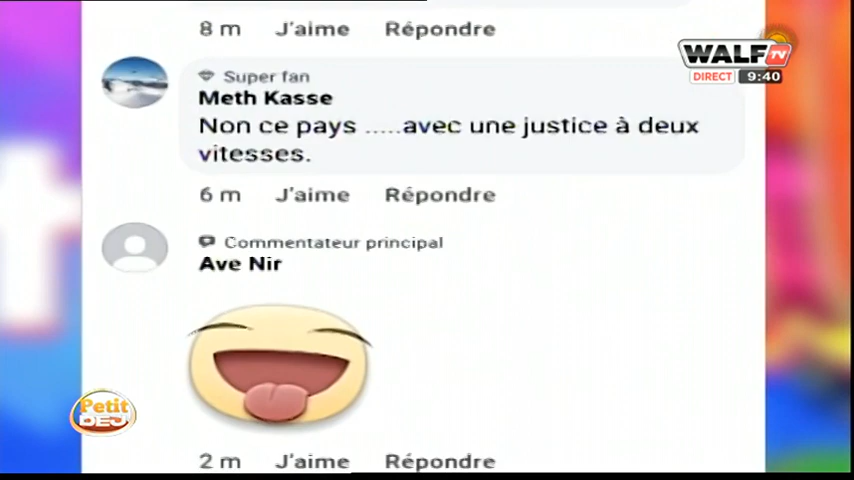 8 m J'aime Répondre
WALF TV
DIRECT 9:40
Super fan
Meth Kasse
Non ce pays .....avec une justice à deux
vitesses.
6 m J'aime Répondre
Commentateur principal
Ave Nir
Petit
DEJ'
2 m J'aime Répondre